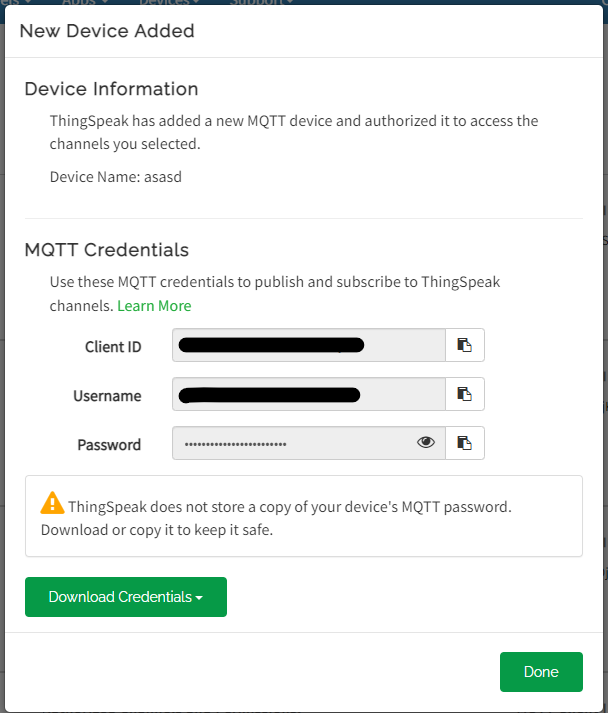 New Device Added
Device Information
ThingSpeak has added a new MQTT device and authorized it to access the
channels you selected.
Device Name: asasd
MQTT Credentials
Use these MQTT credentials to publish and subscribe to ThingSpeak
channels. Learn More
Client ID
Username
Password
ThingSpeak does not store a copy of your device's MQTT password.
Download or copy it to keep it safe.
Download Credentials
Done